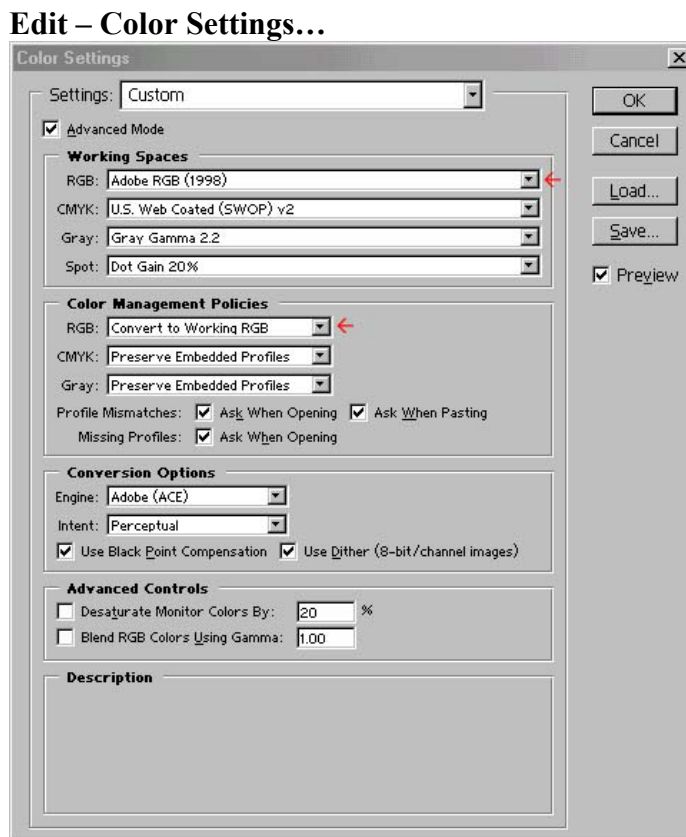 Edit – Color Settings…
Color Settings
Settings: Custom
OK
Advanced Mode
Cancel
Working Spaces
RGB: Adobe RGB (1998)
Load...
CMYK: U.S. Web Coated (SWOP) v2
Gray: Gray Gamma 2.2
Save...
Spot: Dot Gain 20%
Preview
Color Management Policies
RGB: Convert to Working RGB
CMYK: Preserve Embedded Profiles
Gray: Preserve Embedded Profiles
Profile Mismatches: Ask When Opening Ask When Pasting
Missing Profiles: Ask When Opening
Conversion Options
Engine: Adobe (ACE)
Intent: Perceptual
Use Black Point Compensation Use Dither (8-bit/channel images)
Advanced Controls
Desaturate Monitor Colors By: 20 %
Blend RGB Colors Using Gamma: 1.00
Description